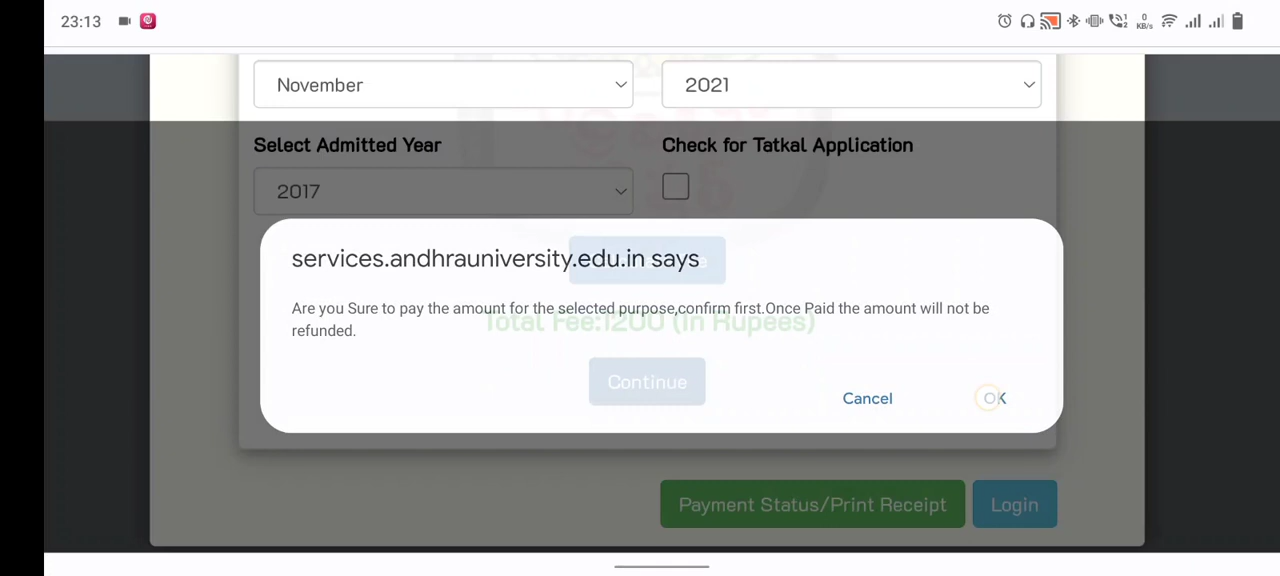 23:13
0
KB/s
November
2021
Select Admitted Year
Check for Tatkal Application
2017
services.andhrauniversity.edu.in says
Are you Sure to pay the amount for the selected purpose,confirm first.Once Paid the amount will not be
refunded.
Total Fee:1200 (In Rupees)
Continue
Cancel
OK
Payment Status/Print Receipt
Login